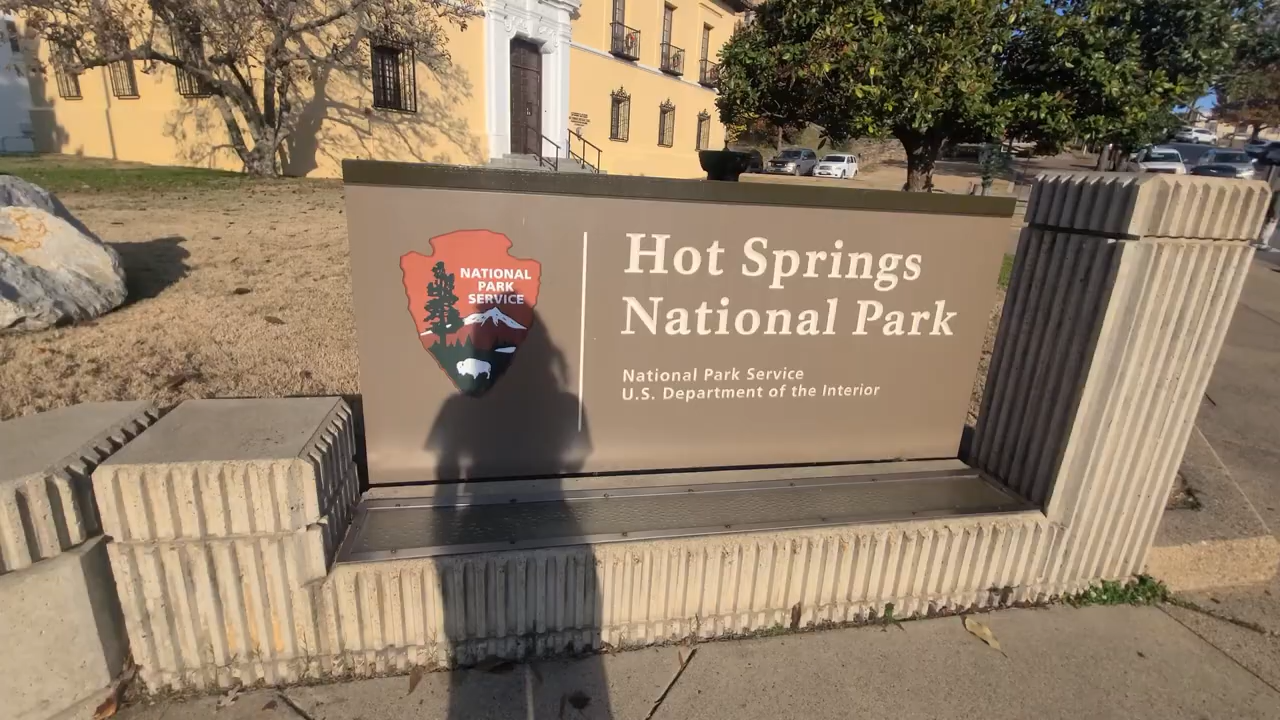 NATIONAL
PARK
SERVICE
Hot Springs
National Park
National Park Service
U.S. Department of the Interior